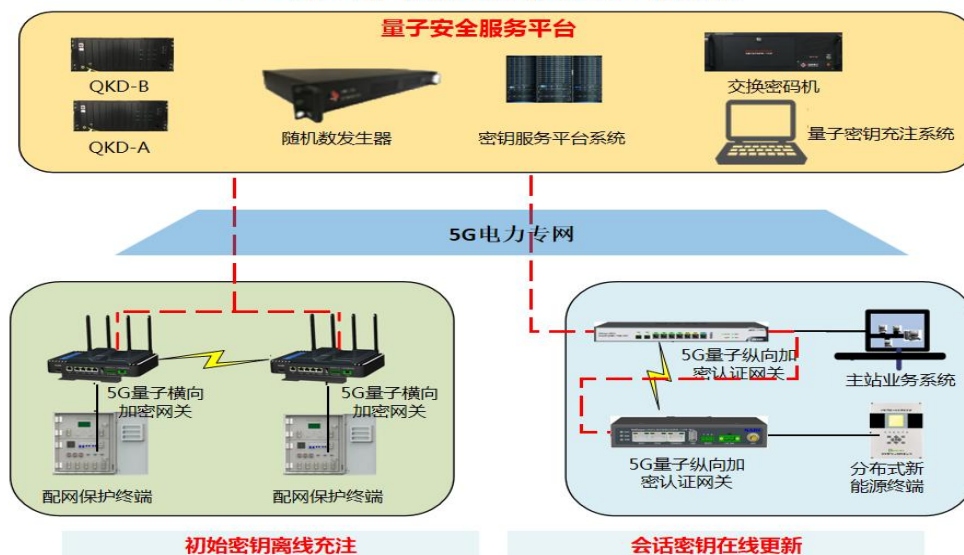 量子安全服务平台
QKD-B
QKD-A
随机数发生器
密钥服务平台系统
交换密码机
量子密钥充注系统
5G电力专网
5G量子横向
加密网关
5G量子横向
加密网关
配网保护终端
配网保护终端
5G量子纵向加
密认证网关
主站业务系统
5G量子纵向加
密认证网关
分布式新
能源终端
初始密钥离线充注
会话密钥在线更新